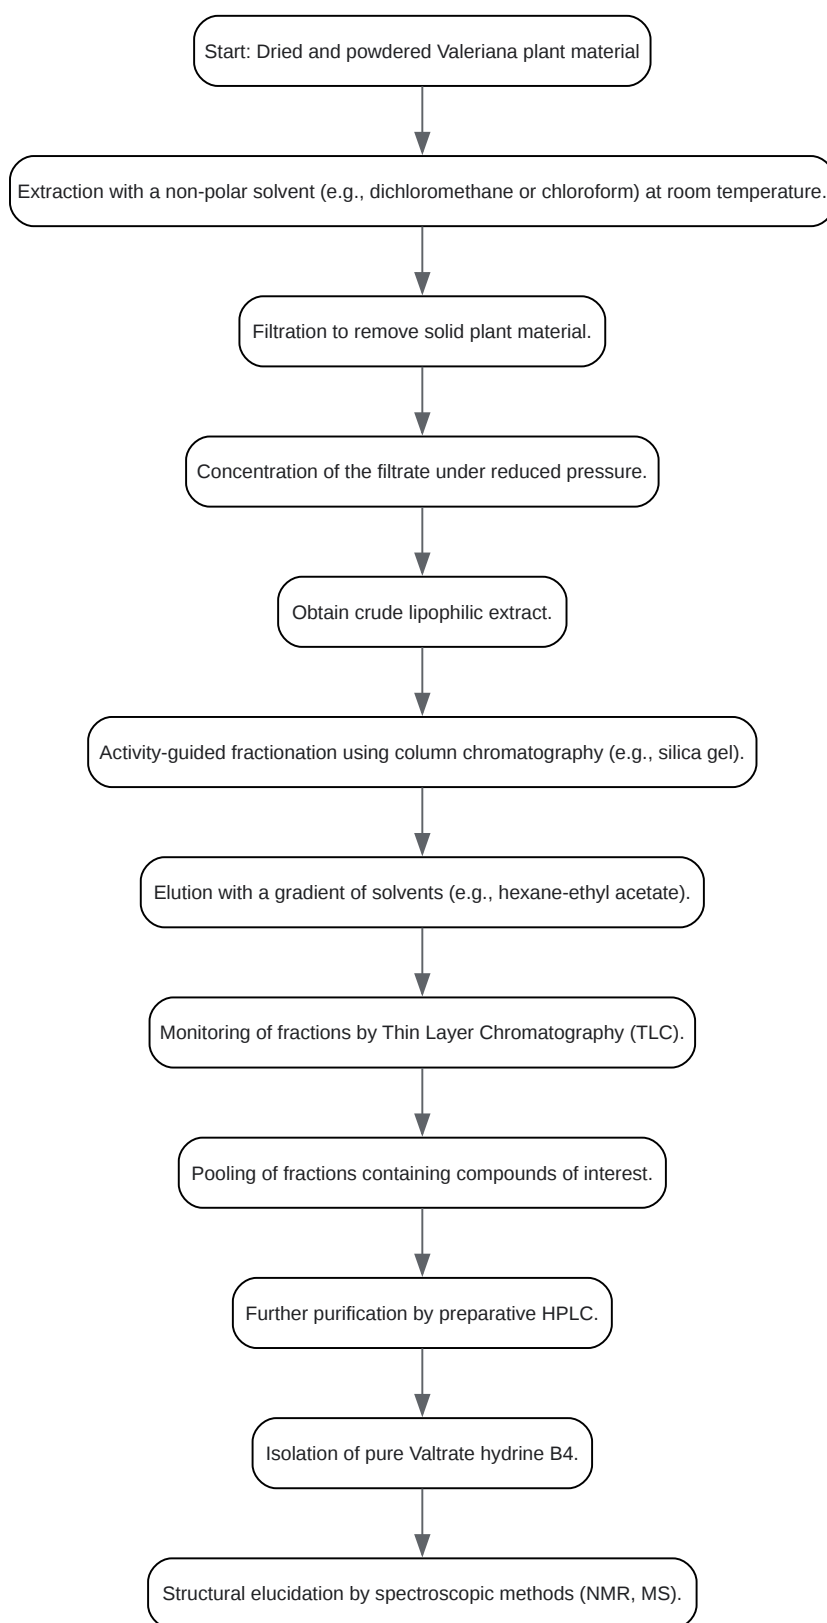 Start: Dried and powdered Valeriana plant material
Extraction with a non-polar solvent (e.g., dichloromethane or chloroform) at room temperature.
Filtration to remove solid plant material.
Concentration of the filtrate under reduced pressure.
Obtain crude lipophilic extract.
Activity-guided fractionation using column chromatography (e.g., silica gel).
Elution with a gradient of solvents (e.g., hexane-ethyl acetate).
Monitoring of fractions by Thin Layer Chromatography (TLC).
Pooling of fractions containing compounds of interest.
Further purification by preparative HPLC.
Isolation of pure Valtrate hydrine B4.
Structural elucidation by spectroscopic methods (NMR, MS).